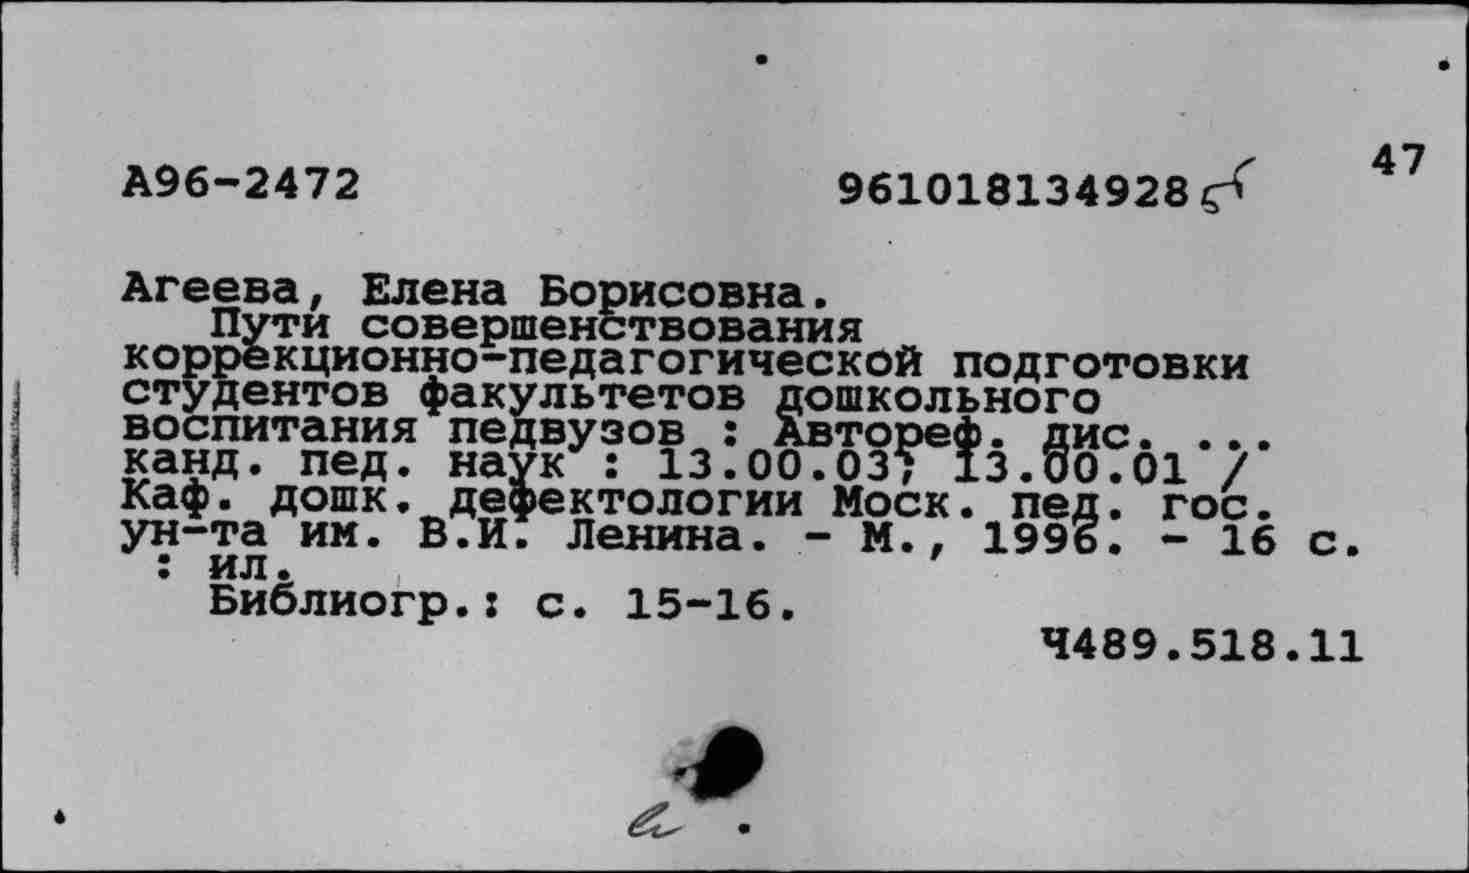 47
А96-2472 961018134928
Агеева, Елена Борисовна.
Пути совершенствования
коррекционно-педагогической подготовки
студентов факультетов дошкольного
воспитания педвузов : Автореф. дис. ...
канд. пед. наук : 13.00.03; 13.00.01 /
Каф. дошк. дефектологии Моск. пед. гос.
ун-та им. В.И. Ленина. - М., 1996. - 16 с.
: ил.
Библиогр.: с. 15-16.
Ч489.518.11